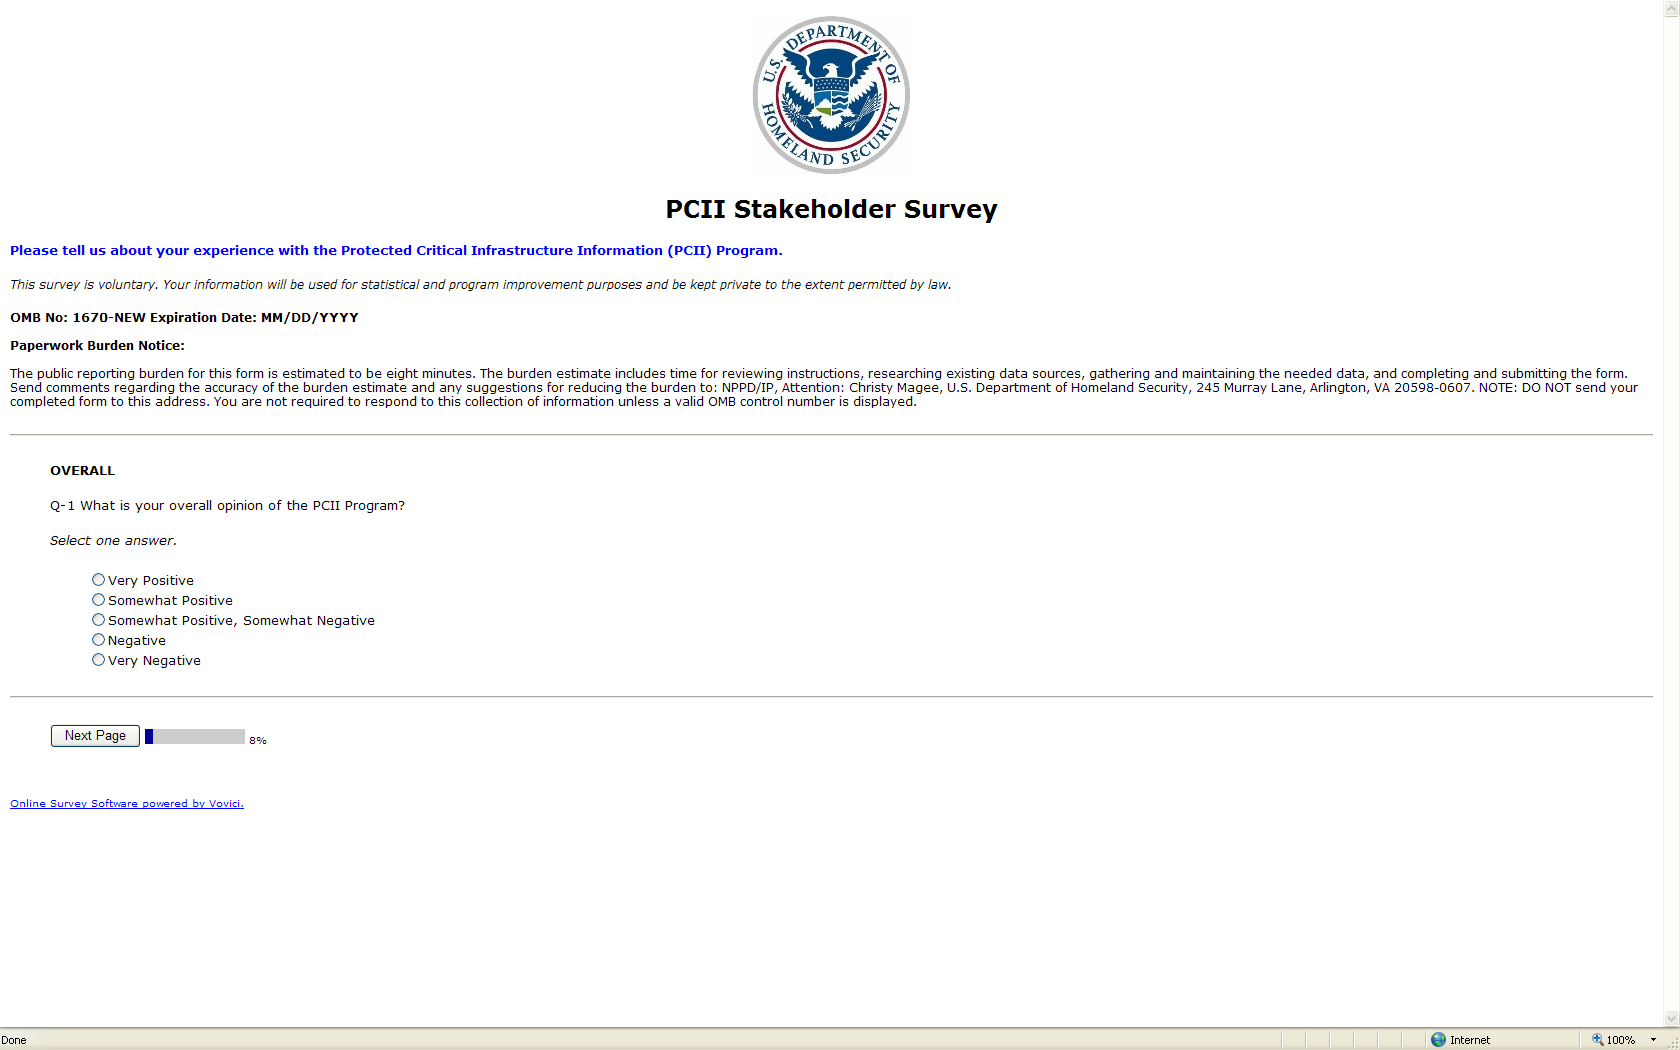 U.S. DEPARTMENT OF
HOMELAND SECURITY
PCII Stakeholder Survey
Please tell us about your experience with the Protected Critical Infrastructure Information (PCII) Program.
This survey is voluntary. Your information will be used for statistical and program improvement purposes and be kept private to the extent permitted by law.
OMB No: 1670-NEW Expiration Date: MM/DD/YYYY
Paperwork Burden Notice:
The public reporting burden for this form is estimated to be eight minutes. The burden estimate includes time for reviewing instructions, researching existing data sources, gathering and maintaining the needed data, and completing and submitting the form.
Send comments regarding the accuracy of the burden estimate and any suggestions for reducing the burden to: NPPD/IP, Attention: Christy Magee, U.S. Department of Homeland Security, 245 Murray Lane, Arlington, VA 20598-0607. NOTE: DO NOT send your
completed form to this address. You are not required to respond to this collection of information unless a valid OMB control number is displayed.
OVERALL
Q-1 What is your overall opinion of the PCII Program?
Select one answer.
Very Positive
Somewhat Positive
Somewhat Positive, Somewhat Negative
Negative
Very Negative
Next Page 8%
Online Survey Software powered by Vovici.
Done Internet 100%